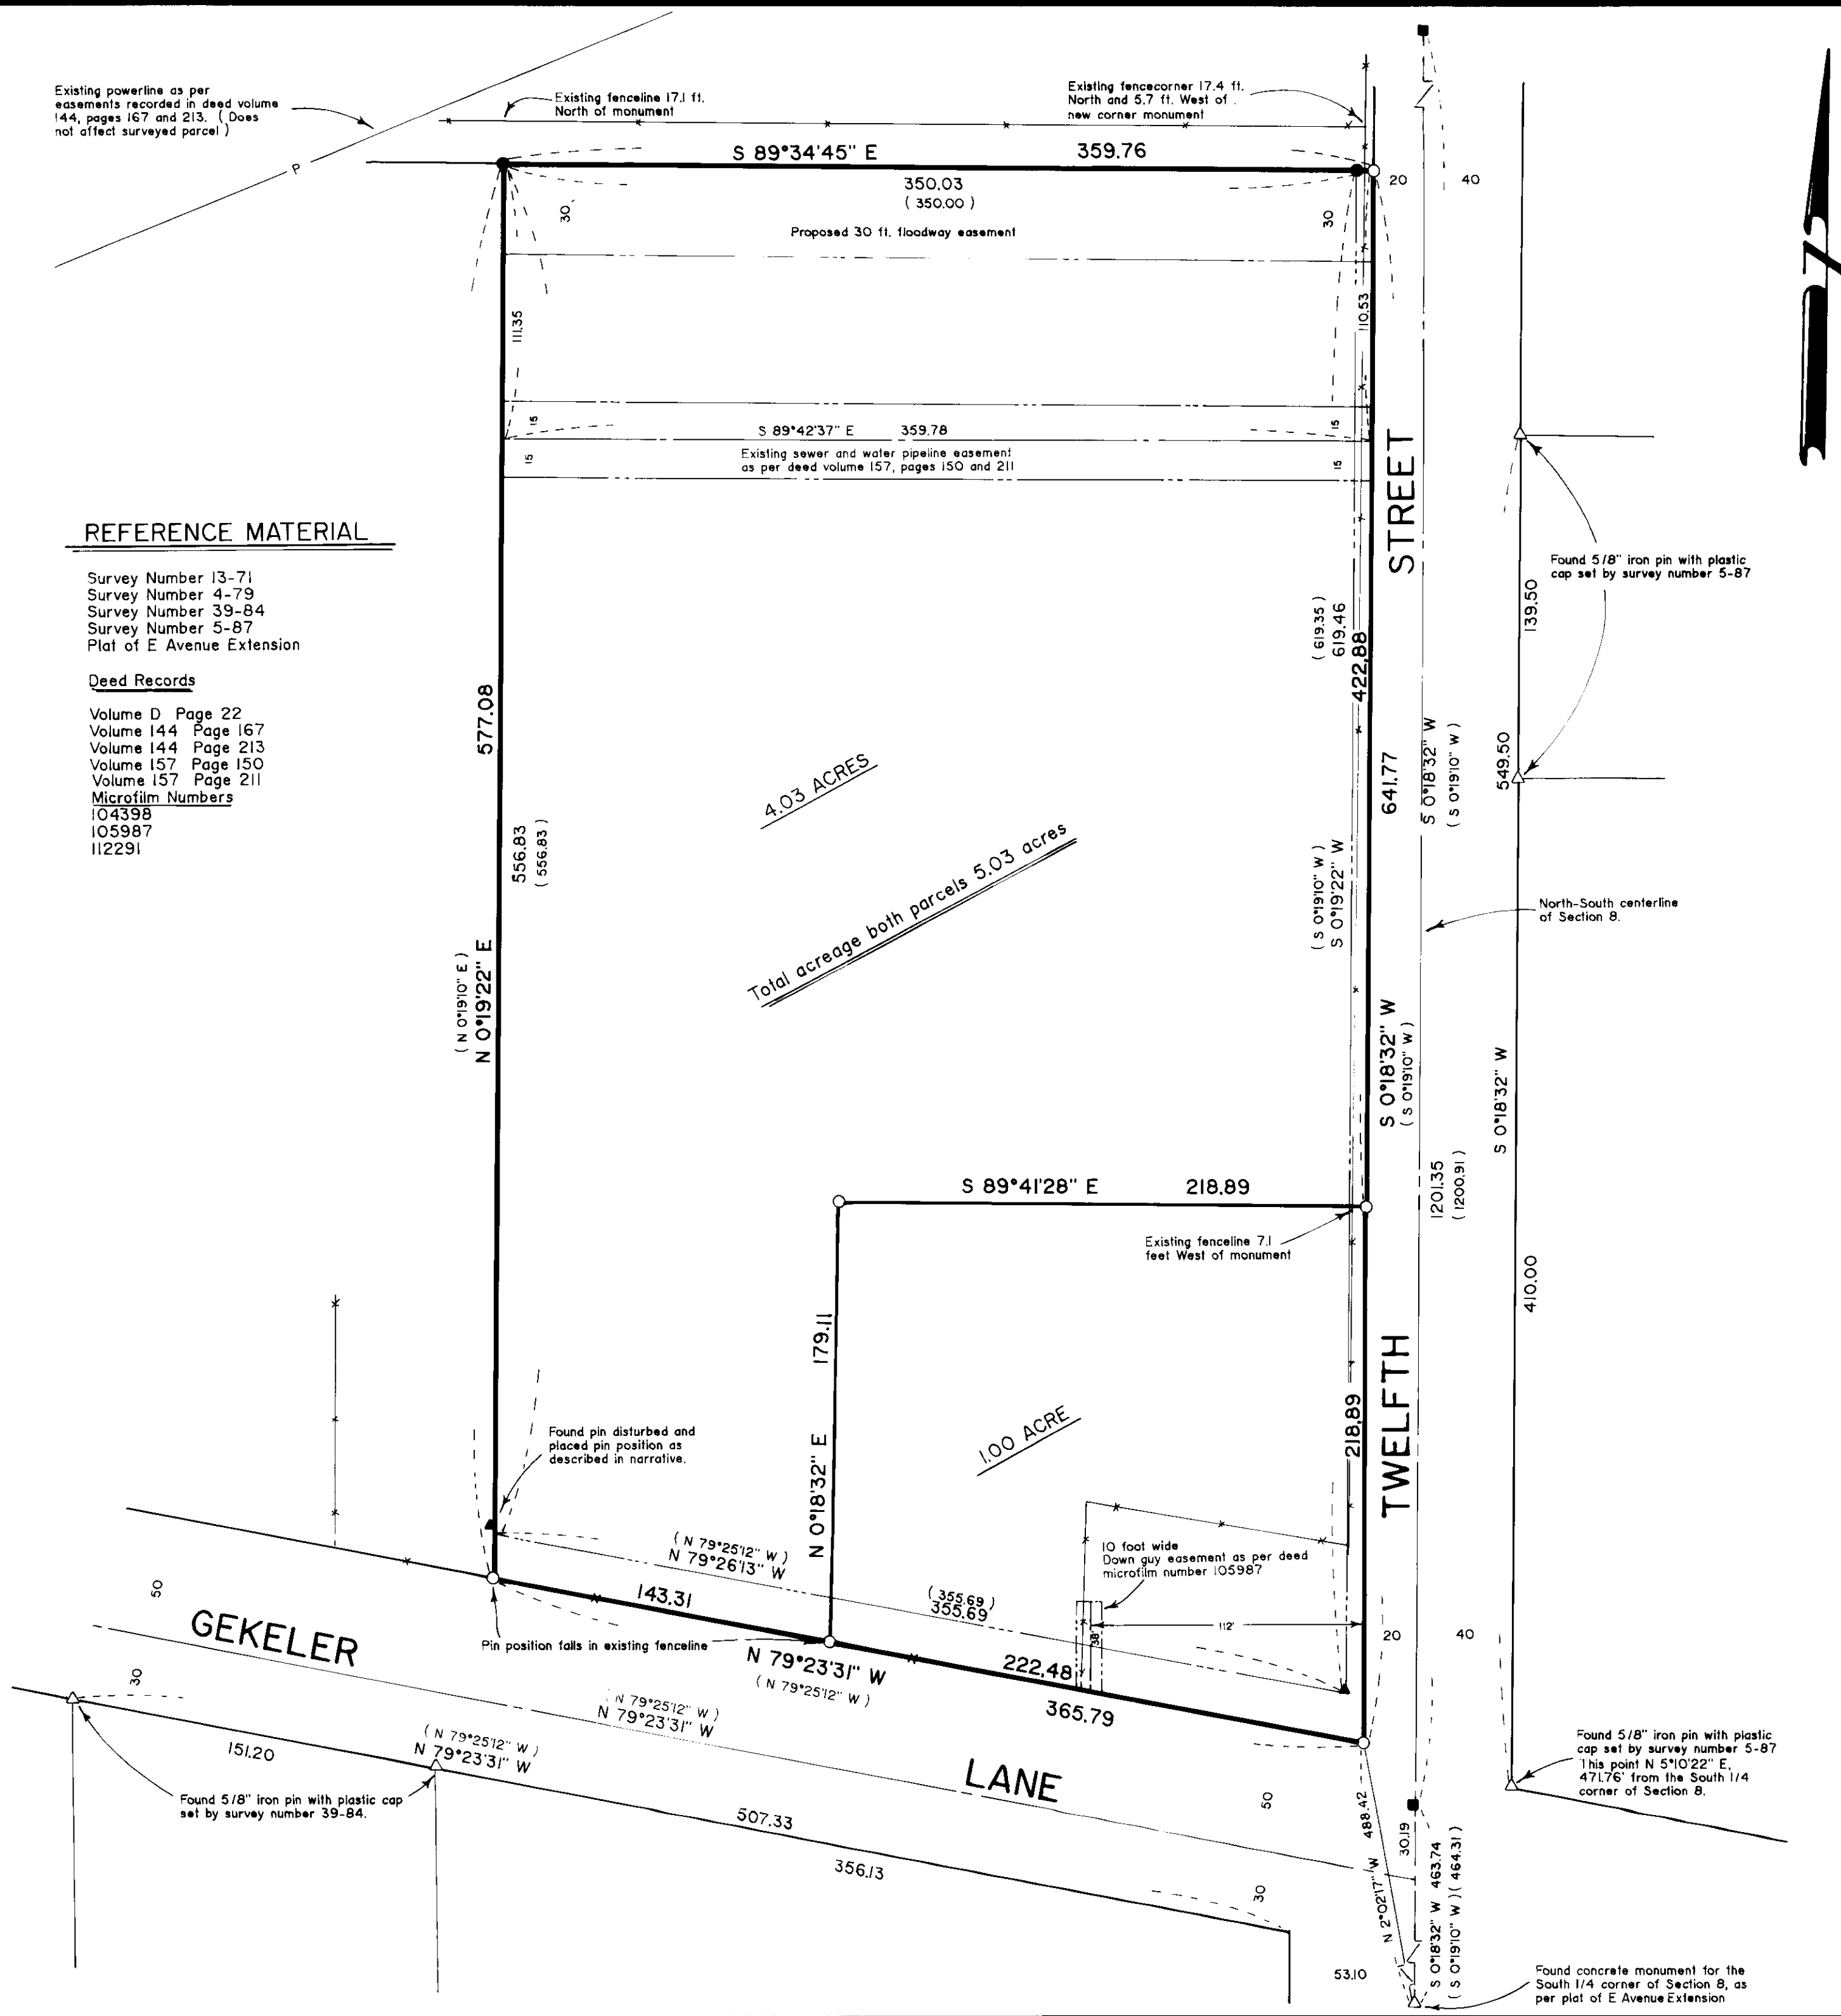 Existing powerline as per
easements recorded in deed volume
144, pages 167 and 213. ( Does
not affect surveyed parcel )
P
Existing fenceline 17.1 ft.
North of monument
Existing fencecorner 17.4 ft.
North and 5.7 ft. West of
new corner monument
S 89°34'45" E 359.76
350.03
( 350.00 )
20 40
30
30
Proposed 30 ft. floodway easement
111.35
110.53
15
15
S 89°42'37" E 359.78
Existing sewer and water pipeline easement
as per deed volume 157, pages 150 and 211
15
15
REFERENCE MATERIAL
Survey Number 13-71
Survey Number 4-79
Survey Number 39-84
Survey Number 5-87
Plat of E Avenue Extension
Deed Records
Volume D Page 22
Volume 144 Page 167
Volume 144 Page 213
Volume 157 Page 150
Volume 157 Page 211
Microfilm Numbers
104398
105987
112291
STREET
Found 5/8" iron pin with plastic
cap set by survey number 5-87
139.50
( 619.35 )
619.46
422.88
577.08
641.77
S 0°18'32" W
( S 0°19'10" W )
549.50
4.03 ACRES
Total acreage both parcels 5.03 acres
556.83
( 556.83 )
( S 0°19'10" W )
S 0°19'22" W
North-South centerline
of Section 8.
( N 0°19'10" E )
N 0°19'22" E
S 0°18'32" W
( S 0°19'10" W )
S 0°18'32" W
1201.35
( 1200.91 )
S 89°41'28" E 218.89
Existing fenceline 7.1
feet West of monument
410.00
179.11
N 0°18'32" E
1.00 ACRE
218.89
TWELFTH
Found pin disturbed and
placed pin position as
described in narrative.
( N 79°25'12" W )
N 79°26'13" W
10 foot wide
Down guy easement as per deed
microfilm number 105987
50
143.31
( 355.69 )
355.69
112'
38'
20 40
GEKELER
Pin position falls in existing fenceline
N 79°23'31" W
( N 79°25'12" W )
222.48
365.79
30
( N 79°25'12" W )
N 79°23'31" W
( N 79°25'12" W )
N 79°23'31" W
151.20
Found 5/8" iron pin with plastic cap
set by survey number 39-84.
LANE
50
507.33
356.13
30
488.42
30.19
N 2°02'17" W
S 0°18'32" W 463.74
( S 0°19'10" W ) ( 464.31 )
Found 5/8" iron pin with plastic
cap set by survey number 5-87
This point N 5°10'22" E,
471.76' from the South 1/4
corner of Section 8.
53.10
Found concrete monument for the
South 1/4 corner of Section 8, as
per plat of E Avenue Extension